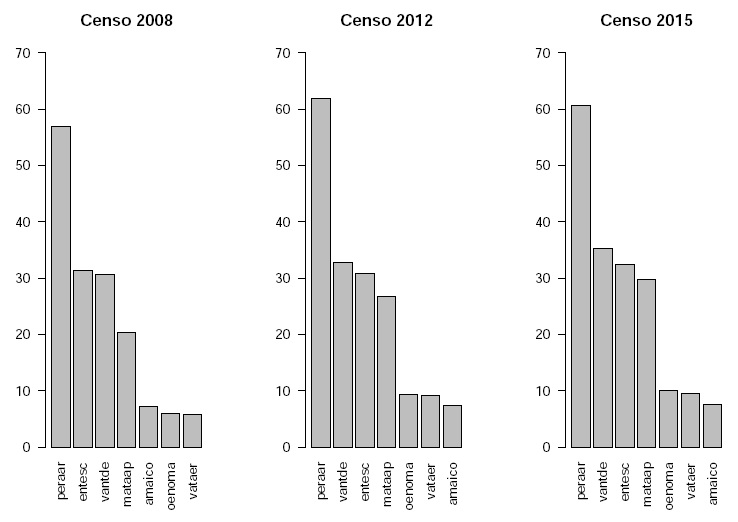 Censo 2008
70
60
50
40
30
20
10
0
peraar
entesc
vantde
mataap
amaico
oenoma
vataer
Censo 2012
70
60
50
40
30
20
10
0
peraar
vantde
entesc
mataap
oenoma
vataer
amaico
Censo 2015
70
60
50
40
30
20
10
0
peraar
vantde
entesc
mataap
oenoma
vataer
amaico